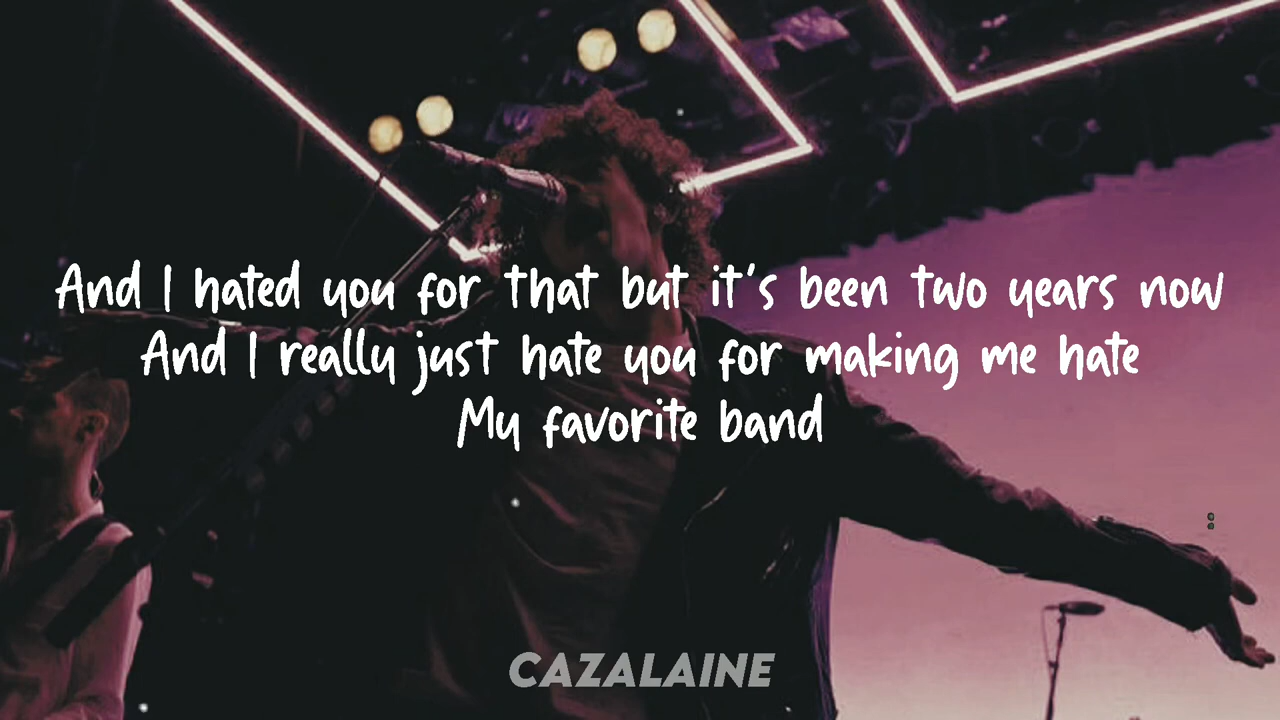 And I hated you for that but it's been two years now
And I really just hate you for making me hate
My favorite band
CAZALAINE